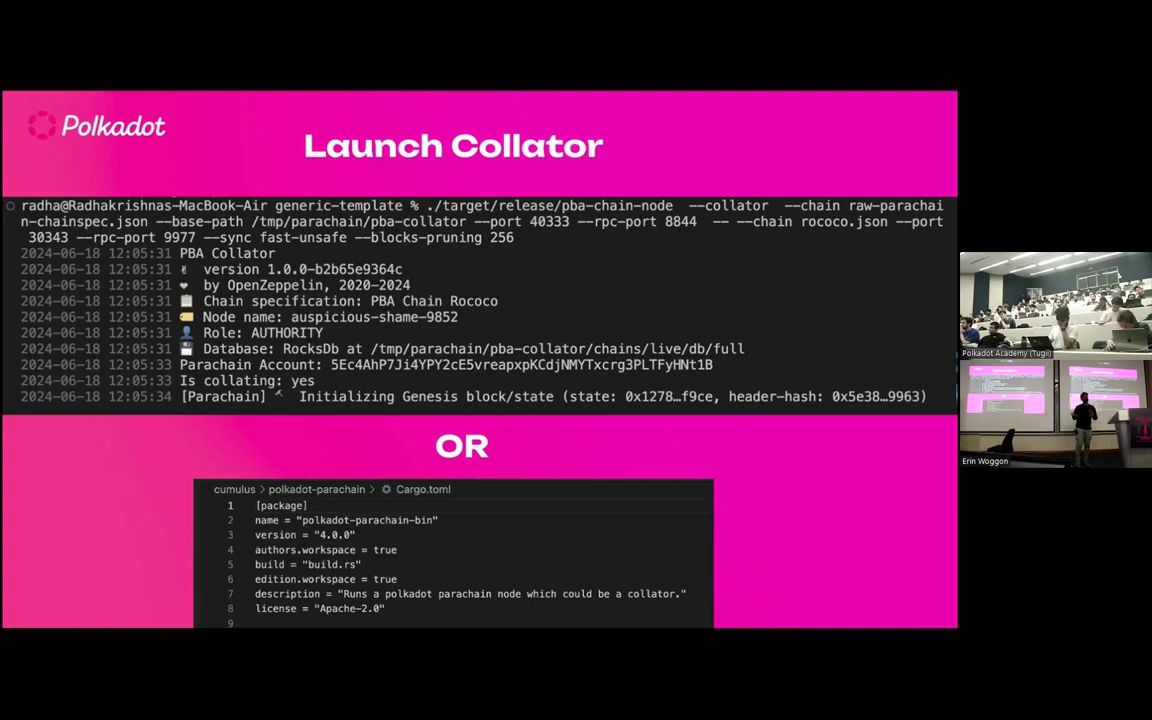 Polkadot
Launch Collator
radha@Radhakrishnas-MacBook-Air generic-template % ./target/release/pba-chain-node --collator --chain raw-parachai
n-chainspec.json --base-path /tmp/parachain/pba-collator --port 40333 --rpc-port 8844 -- --chain rococo.json --port
30343 --rpc-port 9977 --sync fast-unsafe --blocks-pruning 256
2024-06-18 12:05:31 PBA Collator
2024-06-18 12:05:31 ✌️ version 1.0.0-b2b65e9364c
2024-06-18 12:05:31 ❤️ by OpenZeppelin, 2020-2024
2024-06-18 12:05:31 📋 Chain specification: PBA Chain Rococo
2024-06-18 12:05:31 🏷 Node name: auspicious-shame-9852
2024-06-18 12:05:31 👤 Role: AUTHORITY
2024-06-18 12:05:31 💾 Database: RocksDb at /tmp/parachain/pba-collator/chains/live/db/full
2024-06-18 12:05:33 Parachain Account: 5Ec4AhP7Ji4YPY2cE5vreapxpKCdjNMYTxcrg3PLTFyHNt1B
2024-06-18 12:05:33 Is collating: yes
2024-06-18 12:05:34 [Parachain] 🔨 Initializing Genesis block/state (state: 0x1278…f9ce, header-hash: 0x5e38…9963)
OR
cumulus > polkadot-parachain > Cargo.toml
1 [package]
2 name = "polkadot-parachain-bin"
3 version = "4.0.0"
4 authors.workspace = true
5 build = "build.rs"
6 edition.workspace = true
7 description = "Runs a polkadot parachain node which could be a collator."
8 license = "Apache-2.0"
9
Polkadot Academy (Tugii)
Erin Woggon